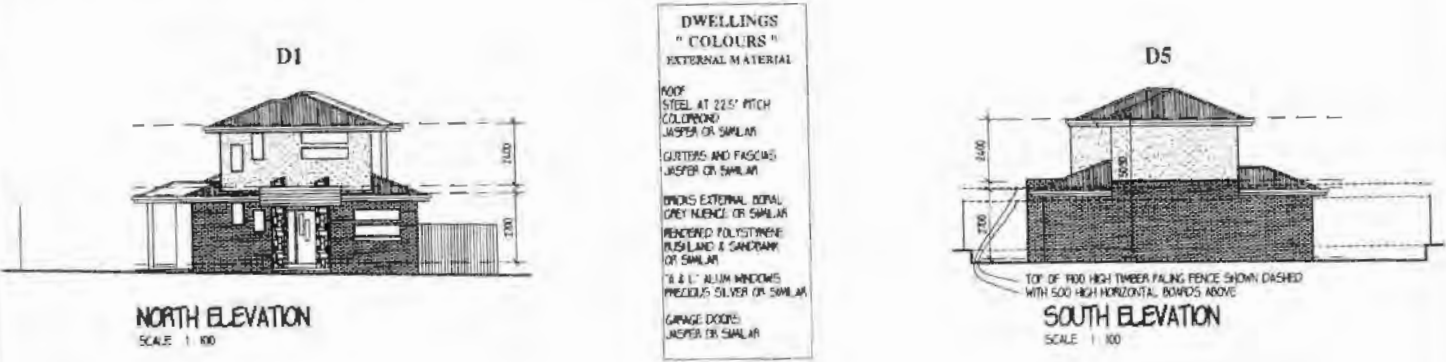 D1
2400
2700
NORTH ELEVATION
SCALE 1 100
DWELLINGS
" COLOURS "
EXTERNAL MATERIAL
ROOF
STEEL AT 22.5° PITCH
COLORBOND
JASPER OR SIMILAR
GUTTERS AND FASCIAS
JASPER OR SIMILAR
BRICKS EXTERNAL BORAL
GREY NUENCE OR SIMILAR
RENDERED POLYSTYRENE
BUSHLAND & SANDBANK
OR SIMILAR
ALUM WINDOWS
PRECIOUS SILVER OR SIMILAR
GARAGE DOORS
JASPER OR SIMILAR
D5
2400
2700
TOP OF 1900 HIGH TIMBER PALING FENCE SHOWN DASHED
WITH 500 HIGH HORIZONTAL BOARDS ABOVE
SOUTH ELEVATION
SCALE 1 100